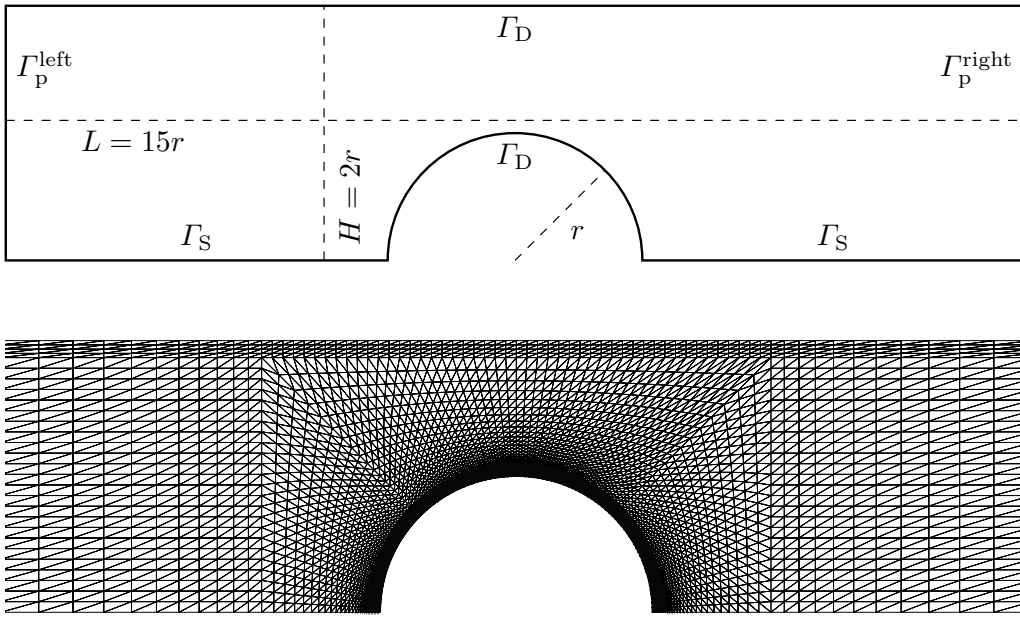 Γ_D
Γ_p^left
Γ_p^right
L = 15r
Γ_D
H = 2r
r
Γ_S
Γ_S